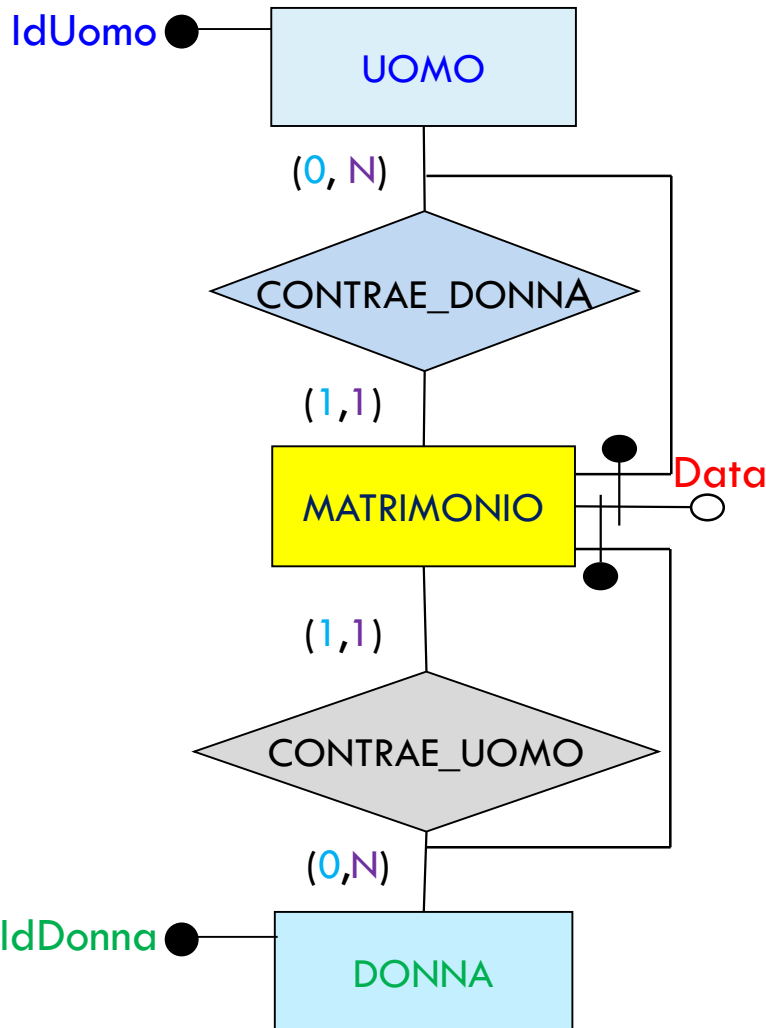 IdUomo
UOMO
(0, N)
CONTRAE_DONNA
(1,1)
Data
MATRIMONIO
(1,1)
CONTRAE_UOMO
(0,N)
IdDonna
DONNA